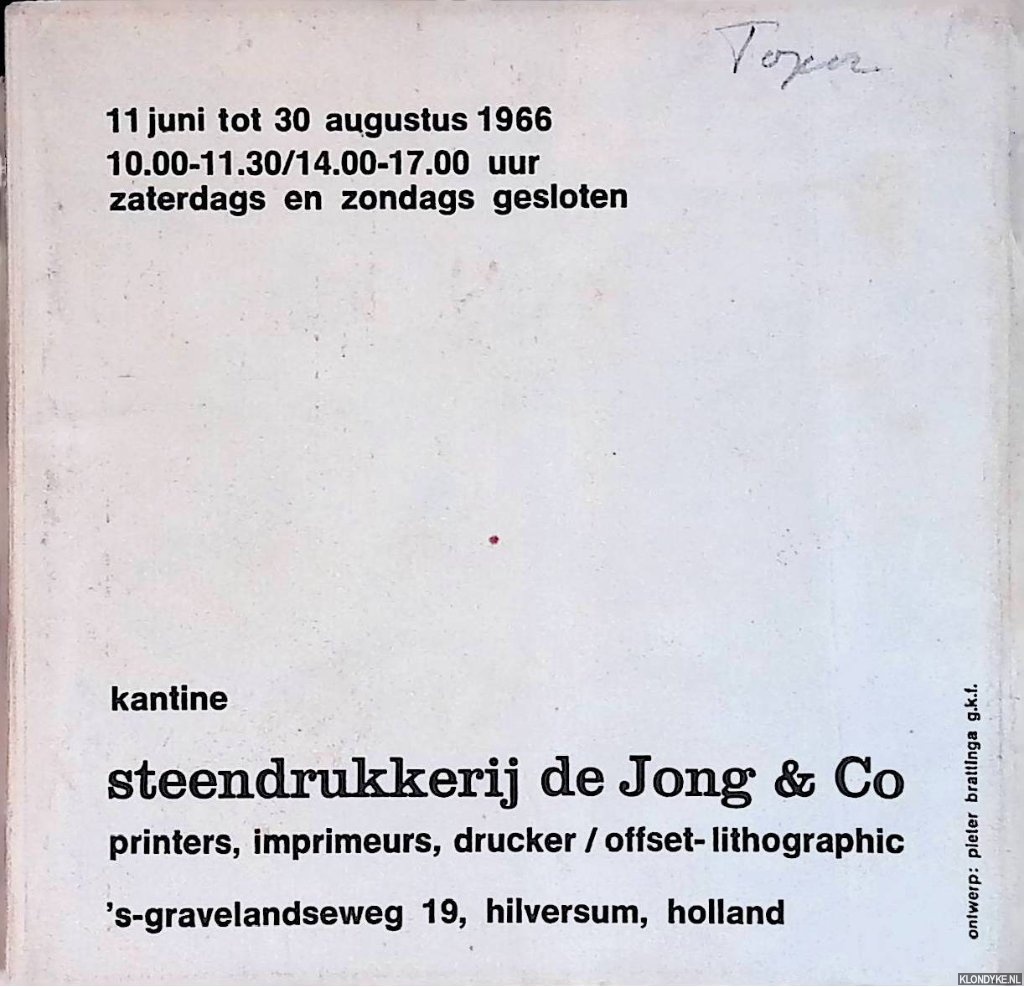 Topor
11 juni tot 30 augustus 1966
10.00-11.30/14.00-17.00 uur
zaterdags en zondags gesloten
kantine
steendrukkerij de Jong & Co
printers, imprimeurs, drucker / offset-lithographic
's-gravelandseweg 19, hilversum, holland
ontwerp: pieter brattinga g.k.f.
KLONDYKE.NL